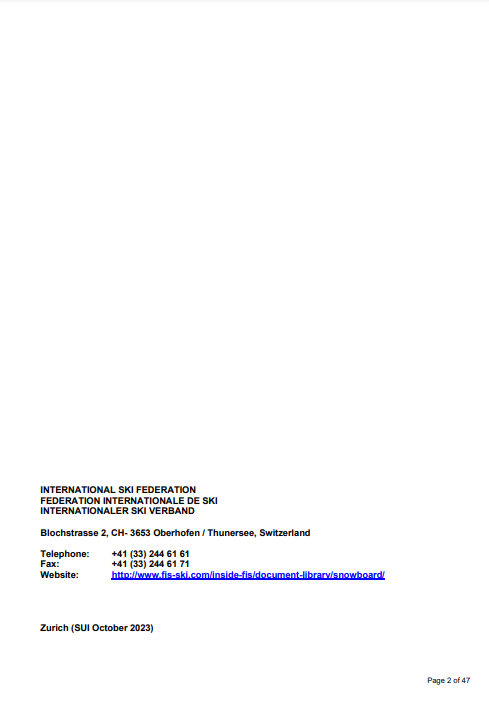 INTERNATIONAL SKI FEDERATION
FEDERATION INTERNATIONALE DE SKI
INTERNATIONALER SKI VERBAND
Blochstrasse 2, CH- 3653 Oberhofen / Thunersee, Switzerland
Telephone: +41 (33) 244 61 61
Fax: +41 (33) 244 61 71
Website: http://www.fis-ski.com/inside-fis/document-library/snowboard/
Zurich (SUI October 2023)
Page 2 of 47